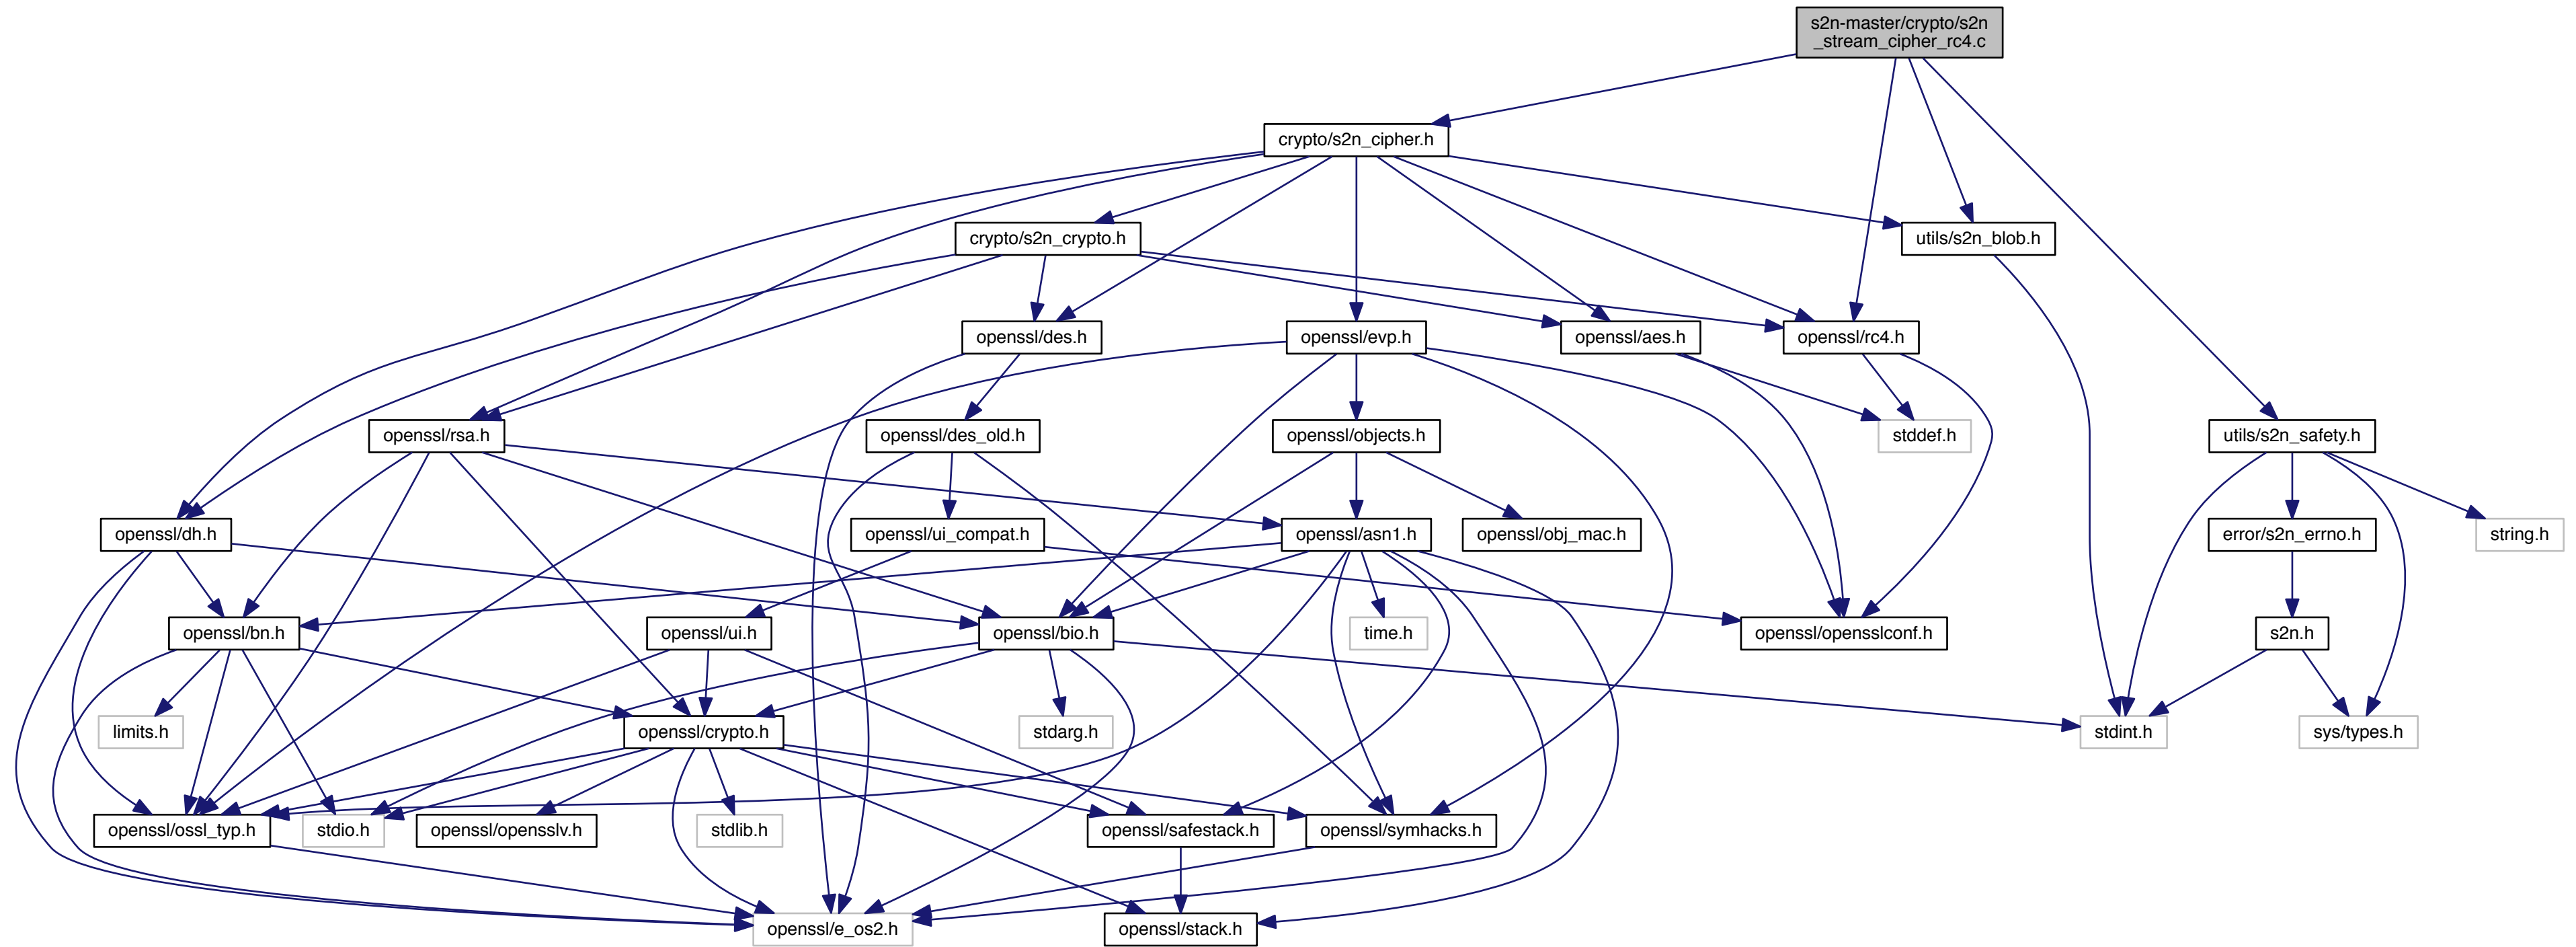 s2n-master/crypto/s2n
_stream_cipher_rc4.c
crypto/s2n_cipher.h
crypto/s2n_crypto.h
utils/s2n_blob.h
openssl/des.h
openssl/evp.h
openssl/aes.h
openssl/rc4.h
openssl/rsa.h
openssl/des_old.h
openssl/objects.h
stddef.h
utils/s2n_safety.h
openssl/dh.h
openssl/ui_compat.h
openssl/asn1.h
openssl/obj_mac.h
error/s2n_errno.h
string.h
openssl/bn.h
openssl/ui.h
openssl/bio.h
time.h
openssl/opensslconf.h
s2n.h
limits.h
openssl/crypto.h
stdarg.h
stdint.h
sys/types.h
openssl/ossl_typ.h
stdio.h
openssl/opensslv.h
stdlib.h
openssl/safestack.h
openssl/symhacks.h
openssl/e_os2.h
openssl/stack.h